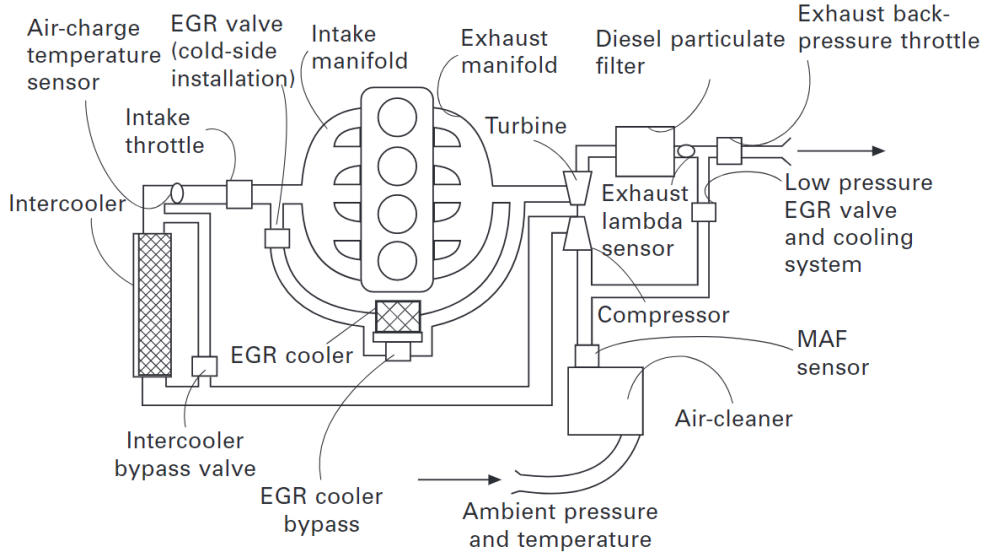 Air-charge
temperature
sensor
EGR valve
(cold-side
installation)
Intake
manifold
Exhaust
manifold
Diesel particulate
filter
Exhaust back-
pressure throttle
Intake
throttle
Turbine
Intercooler
Exhaust
lambda
sensor
Low pressure
EGR valve
and cooling
system
Compressor
EGR cooler
MAF
sensor
Air-cleaner
Intercooler
bypass valve
EGR cooler
bypass
Ambient pressure
and temperature